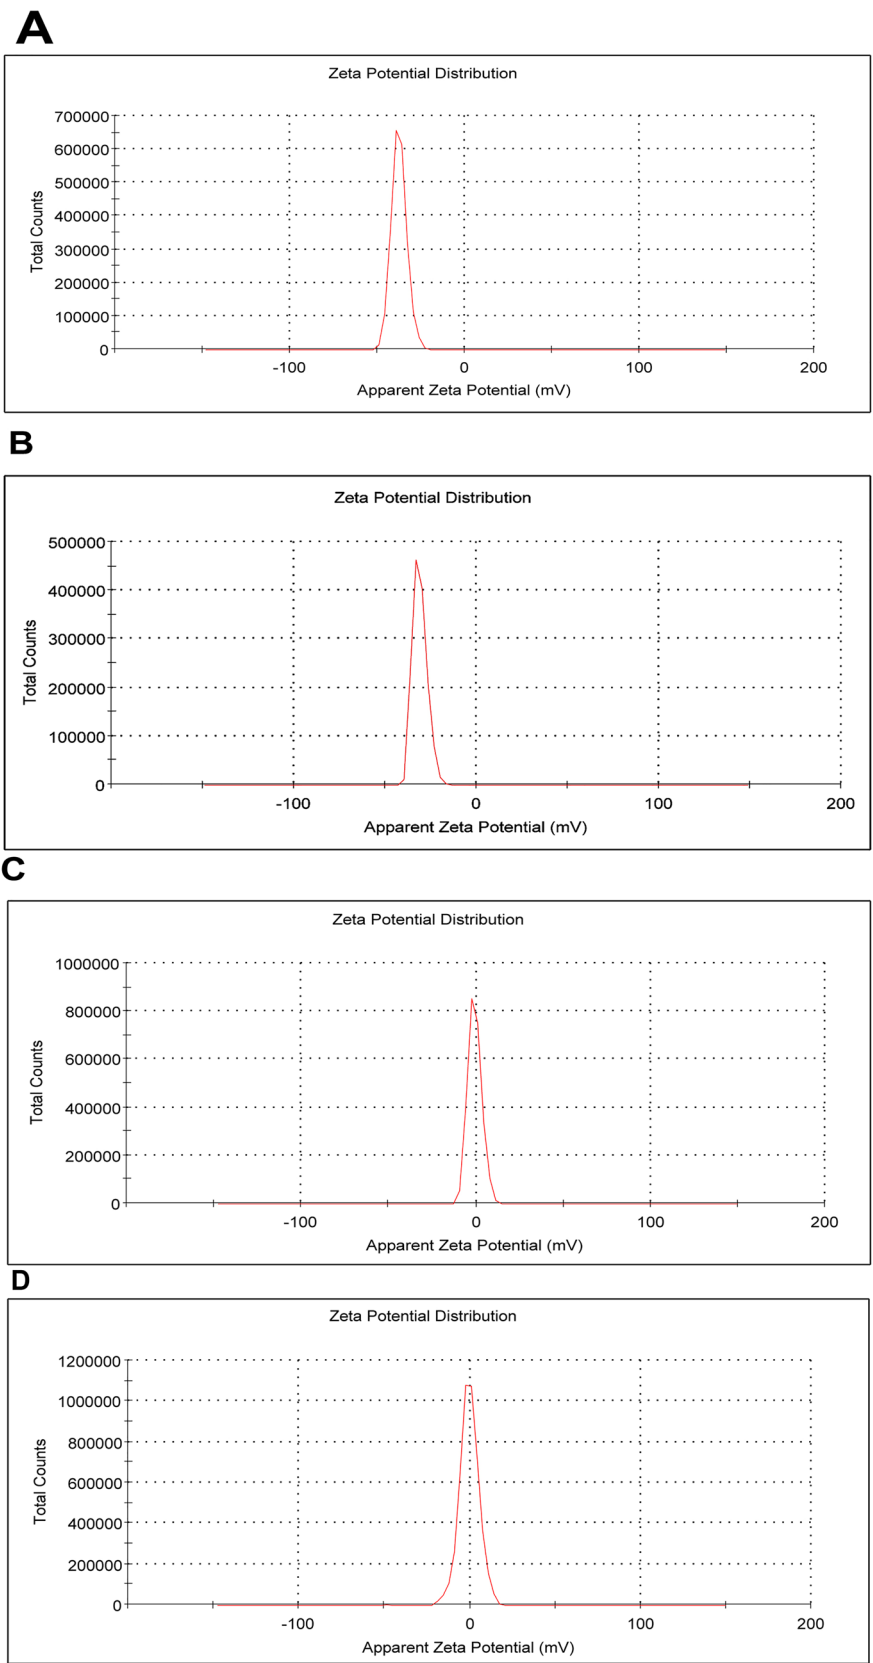 A
Zeta Potential Distribution
700000
600000
500000
400000
300000
200000
100000
0
Total Counts
-100 0 100 200
Apparent Zeta Potential (mV)
B
Zeta Potential Distribution
500000
400000
300000
200000
100000
0
Total Counts
-100 0 100 200
Apparent Zeta Potential (mV)
C
Zeta Potential Distribution
1000000
800000
600000
400000
200000
0
Total Counts
-100 0 100 200
Apparent Zeta Potential (mV)
D
Zeta Potential Distribution
1200000
1000000
800000
600000
400000
200000
0
Total Counts
-100 0 100 200
Apparent Zeta Potential (mV)